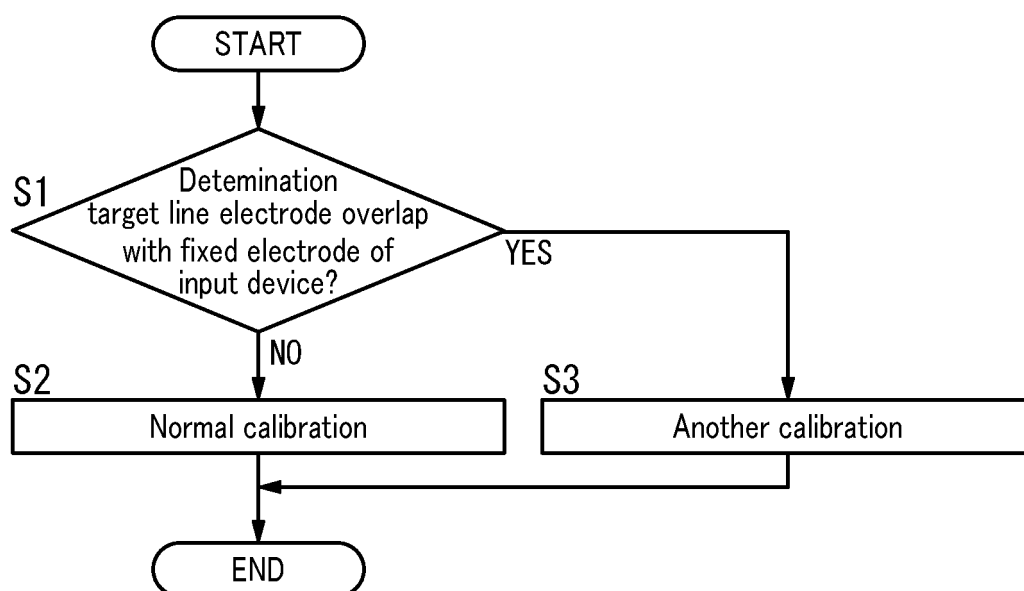 START
S1
Detemination
target line electrode overlap
with fixed electrode of
input device?
YES
NO
S2
Normal calibration
S3
Another calibration
END